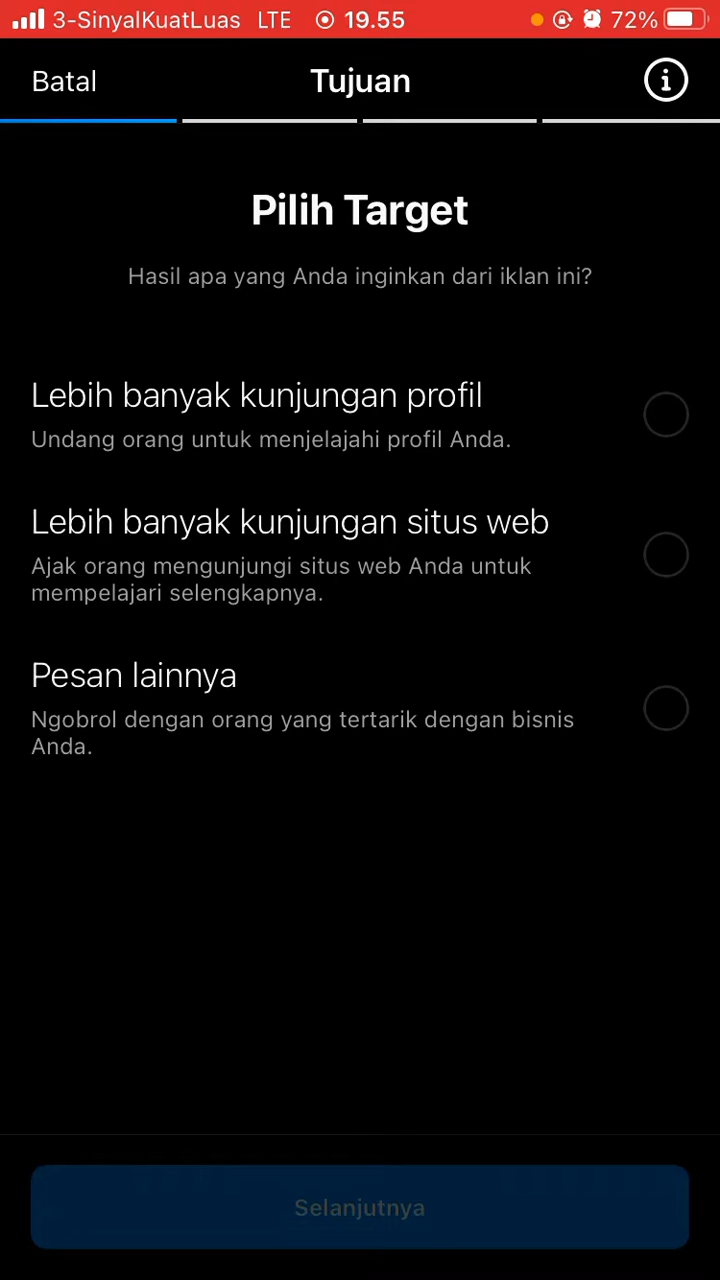 3-SinyalKuatLuas LTE 19.55 72%
Batal Tujuan
Pilih Target
Hasil apa yang Anda inginkan dari iklan ini?
Lebih banyak kunjungan profil
Undang orang untuk menjelajahi profil Anda.
Lebih banyak kunjungan situs web
Ajak orang mengunjungi situs web Anda untuk
mempelajari selengkapnya.
Pesan lainnya
Ngobrol dengan orang yang tertarik dengan bisnis
Anda.
Selanjutnya